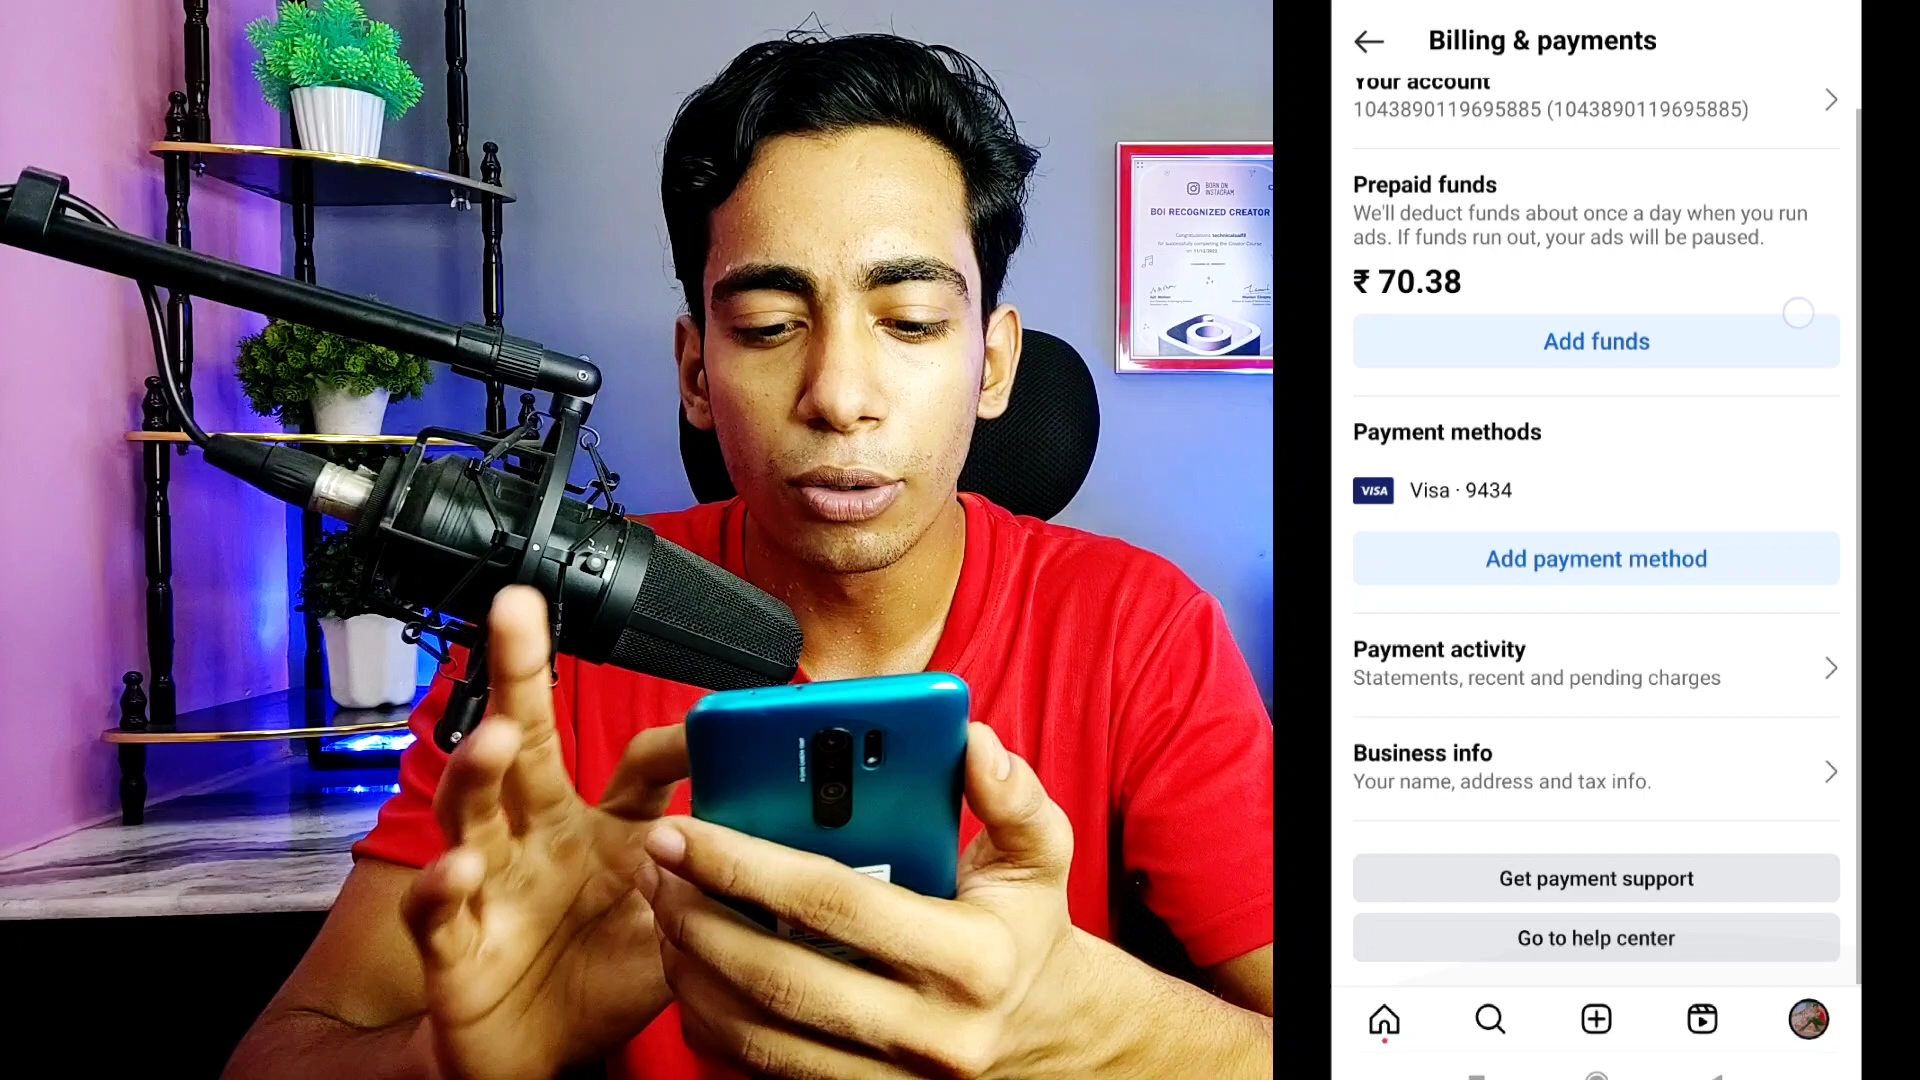 BORN ON
INSTAGRAM
BOI RECOGNIZED CREATOR
Billing & payments
Your account
1043890119695885 (1043890119695885)
Prepaid funds
We'll deduct funds about once a day when you run
ads. If funds run out, your ads will be paused.
₹ 70.38
Add funds
Payment methods
VISA Visa · 9434
Add payment method
Payment activity
Statements, recent and pending charges
Business info
Your name, address and tax info.
Get payment support
Go to help center